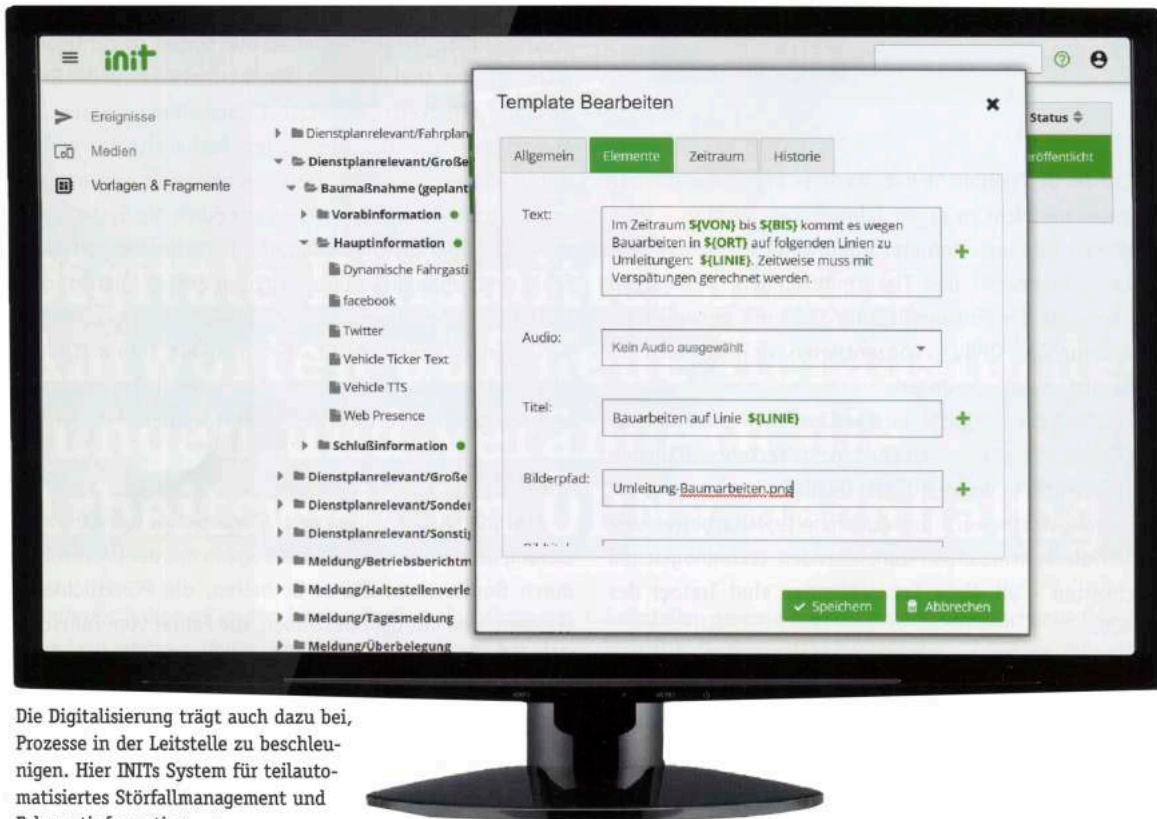 init
Ereignisse
Medien
Vorlagen & Fragmente
Dienstplanrelevant/Fahrplan
Dienstplanrelevant/Große
Baumaßnahme (geplant
Vorabinformation
Hauptinformation
Dynamische Fahrgasti
facebook
Twitter
Vehicle Ticker Text
Vehicle TTS
Web Presence
Schlußinformation
Dienstplanrelevant/Große
Dienstplanrelevant/Sonder
Dienstplanrelevant/Sonsti
Meldung/Betriebsberichtm
Meldung/Haltestellenverle
Meldung/Tagesmeldung
Meldung/Überbelegung
Template Bearbeiten
Allgemein Elemente Zeitraum Historie
Text:
Im Zeitraum ${VON} bis ${BIS} kommt es wegen
Bauarbeiten in ${ORT} auf folgenden Linien zu
Umleitungen: ${LINIE}. Zeitweise muss mit
Verspätungen gerechnet werden.
Audio:
Kein Audio ausgewählt
Titel:
Bauarbeiten auf Linie ${LINIE}
Bilderpfad:
Umleitung-Baumarbeiten.png
Speichern Abbrechen
Status
eröffentlicht
Die Digitalisierung trägt auch dazu bei,
Prozesse in der Leitstelle zu beschleu-
nigen. Hier INITs System für teilauto-
matisiertes Störfallmanagement und